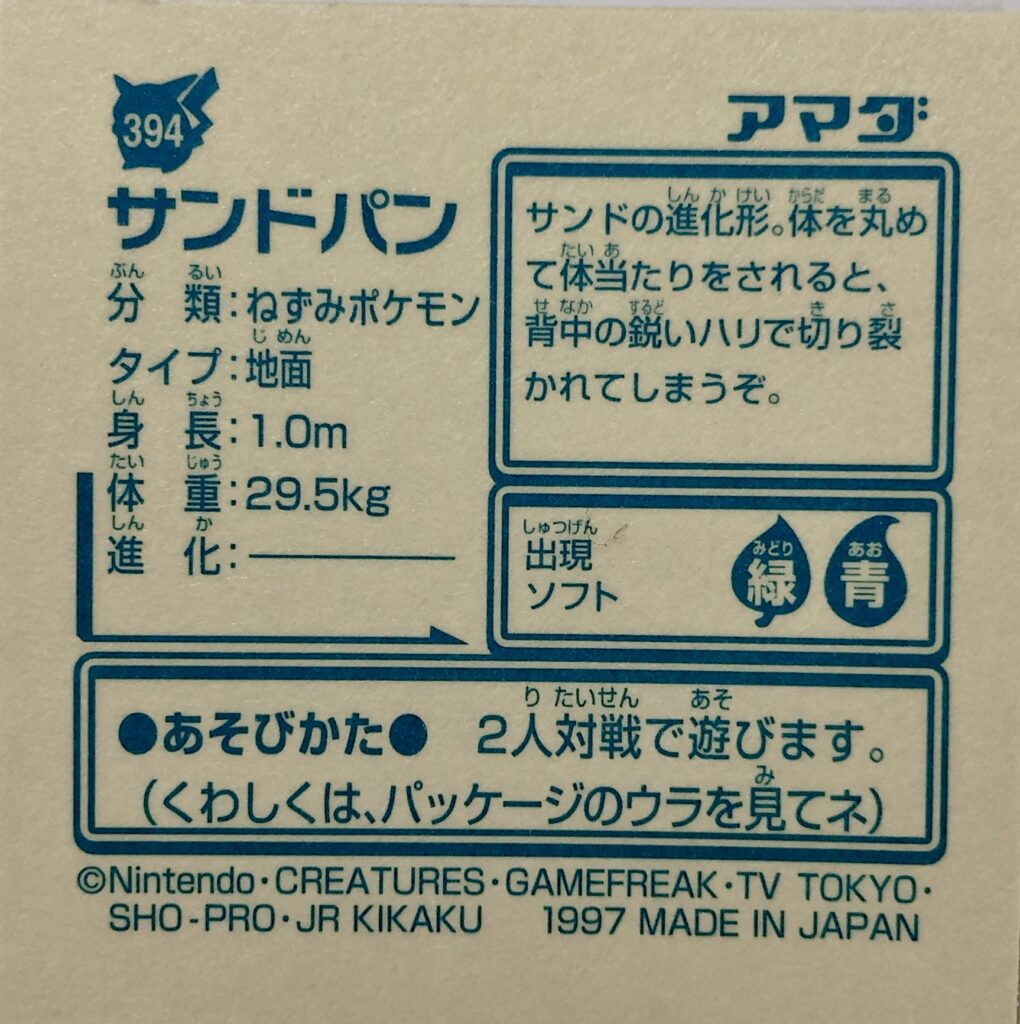 394
アマダ
サンドパン
分類：ねずみポケモン
タイプ：地面
身長：1.0m
体重：29.5kg
進化：————
サンドの進化形。体を丸め
て体当たりをされると、
背中の鋭いハリで切り裂
かれてしまうぞ。
出現
ソフト
緑 青
●あそびかた● 2人対戦で遊びます。
（くわしくは、パッケージのウラを見てネ）
©Nintendo・CREATURES・GAMEFREAK・TV TOKYO・
SHO-PRO・JR KIKAKU 1997 MADE IN JAPAN